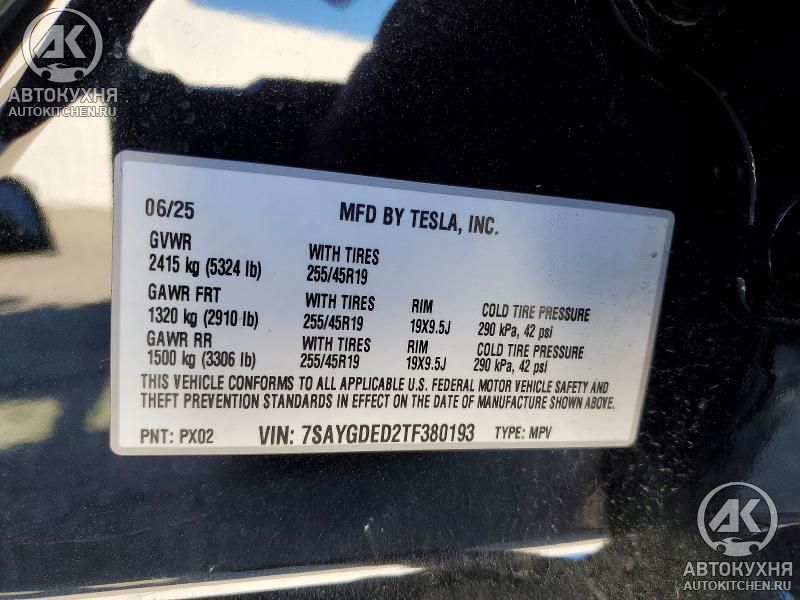 АК
АВТОКУХНЯ
AUTOKITCHEN.RU
06/25 MFD BY TESLA, INC.
GVWR WITH TIRES
2415 kg (5324 lb) 255/45R19
GAWR FRT WITH TIRES RIM COLD TIRE PRESSURE
1320 kg (2910 lb) 255/45R19 19X9.5J 290 kPa, 42 psi
GAWR RR WITH TIRES RIM COLD TIRE PRESSURE
1500 kg (3306 lb) 255/45R19 19X9.5J 290 kPa, 42 psi
THIS VEHICLE CONFORMS TO ALL APPLICABLE U.S. FEDERAL MOTOR VEHICLE SAFETY AND
THEFT PREVENTION STANDARDS IN EFFECT ON THE DATE OF MANUFACTURE SHOWN ABOVE.
PNT: PX02 VIN: 7SAYGDED2TF380193 TYPE: MPV
АК
АВТОКУХНЯ
AUTOKITCHEN.RU